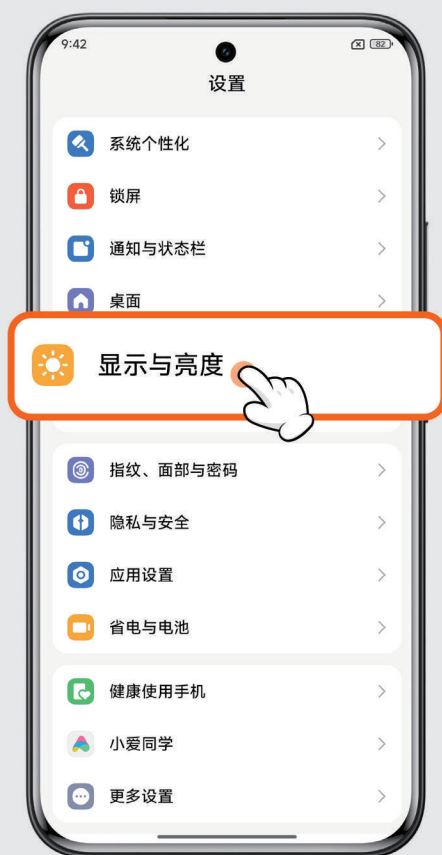 9:42
82
设置
系统个性化
锁屏
通知与状态栏
桌面
显示与亮度
指纹、面部与密码
隐私与安全
应用设置
省电与电池
健康使用手机
小爱同学
更多设置